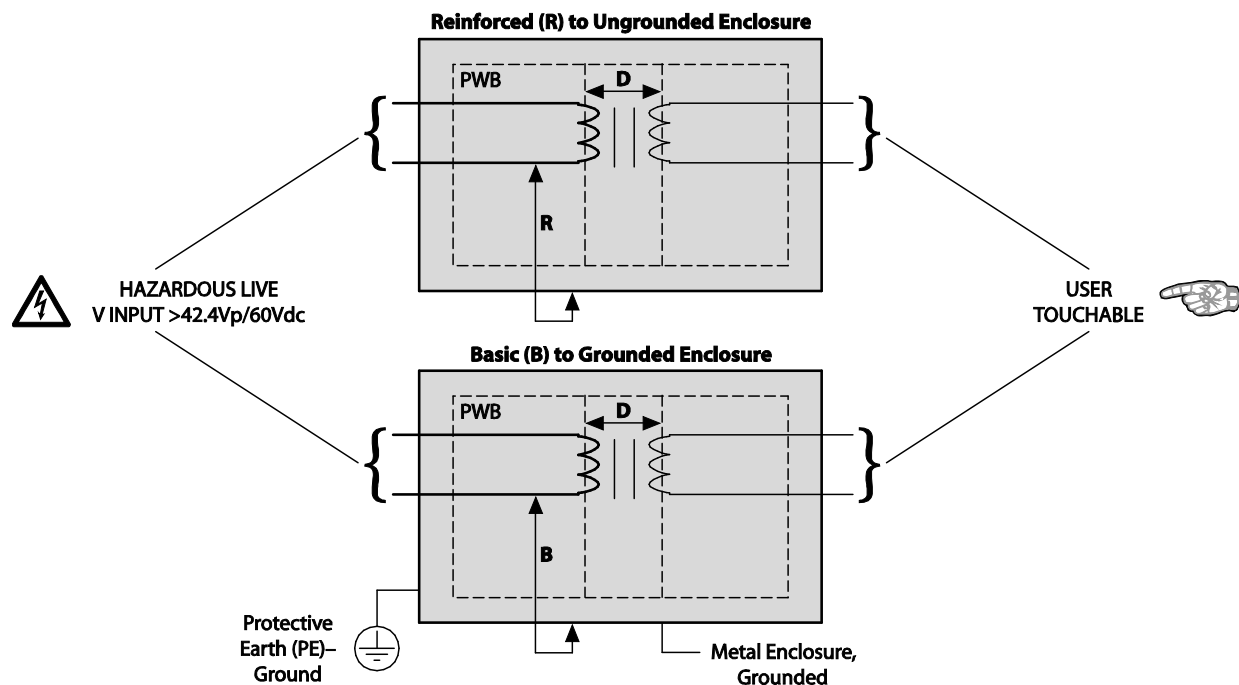 Reinforced (R) to Ungrounded Enclosure
PWB
D
R
HAZARDOUS LIVE
V INPUT >42.4Vp/60Vdc
USER
TOUCHABLE
Basic (B) to Grounded Enclosure
PWB
D
B
Protective
Earth (PE)–
Ground
Metal Enclosure,
Grounded